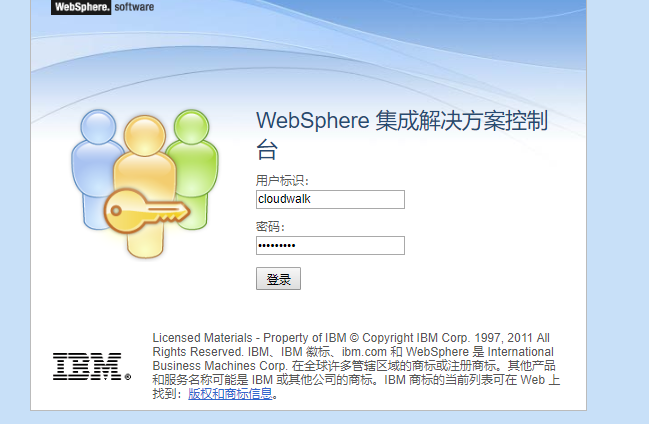 WebSphere. software
WebSphere 集成解决方案控制
台
用户标识:
cloudwalk
密码:
•••••••••
登录
Licensed Materials - Property of IBM © Copyright IBM Corp. 1997, 2011 All
Rights Reserved. IBM、IBM 徽标、ibm.com 和 WebSphere 是 International
Business Machines Corp. 在全球许多管辖区域的商标或注册商标。其他产品
和服务名称可能是 IBM 或其他公司的商标。IBM 商标的当前列表可在 Web 上
找到：版权和商标信息。
IBM®